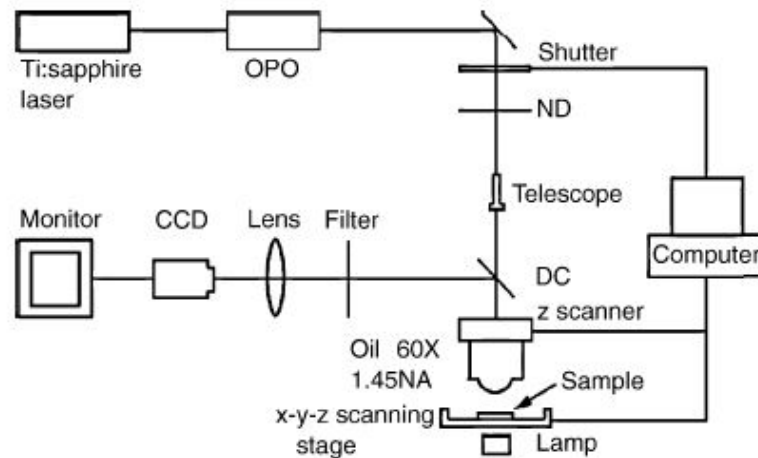 Ti:sapphire
laser
OPO
Shutter
ND
Telescope
Monitor
CCD
Lens
Filter
Computer
DC
z scanner
Oil 60X
1.45NA
Sample
x-y-z scanning
stage
Lamp